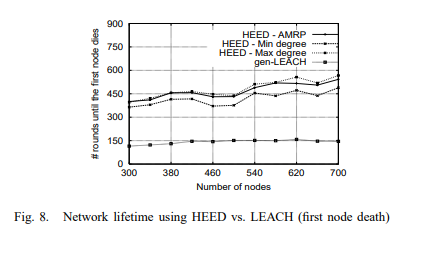 900
750
600
450
300
150
0
# rounds until the first node dies
HEED - AMRP
HEED - Min degree
HEED - Max degree
gen-LEACH
300 380 460 540 620 700
Number of nodes
Fig. 8. Network lifetime using HEED vs. LEACH (first node death)